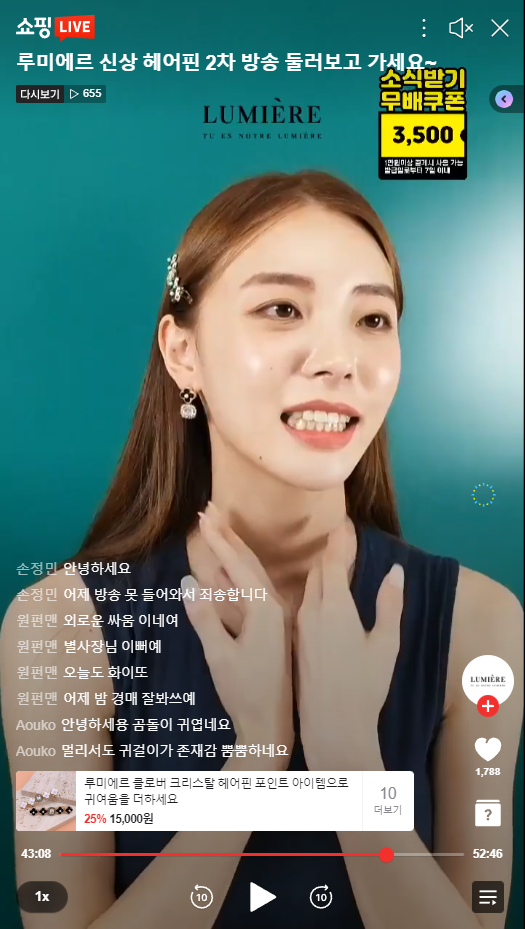 쇼핑 LIVE
루미에르 신상 헤어핀 2차 방송 둘러보고 가세요~
다시보기 ▷ 655
소식받기
무배쿠폰
3,500
1만원이상 결제시 사용 가능
발급일로부터 7일 이내
LUMIÈRE
TU ES NOTRE LUMIÈRE
손정민 안녕하세요
손정민 어제 방송 못 들어와서 죄송합니다
원펀맨 외로운 싸움 이네여
원펀맨 별사장님 이뻐예
원펀맨 오늘도 화이또
원펀맨 어제 밤 경매 잘봐쓰예
Aouko 안녕하세용 곰돌이 귀엽네요
Aouko 멀리서도 귀걸이가 존재감 뿜뿜하네요
LUMIÈRE
TU ES NOTRE LUMIÈRE
1,788
루미에르 클로버 크리스탈 헤어핀 포인트 아이템으로
귀여움을 더하세요
25% 15,000원
10
더보기
?
43:08
52:46
1x
10
10